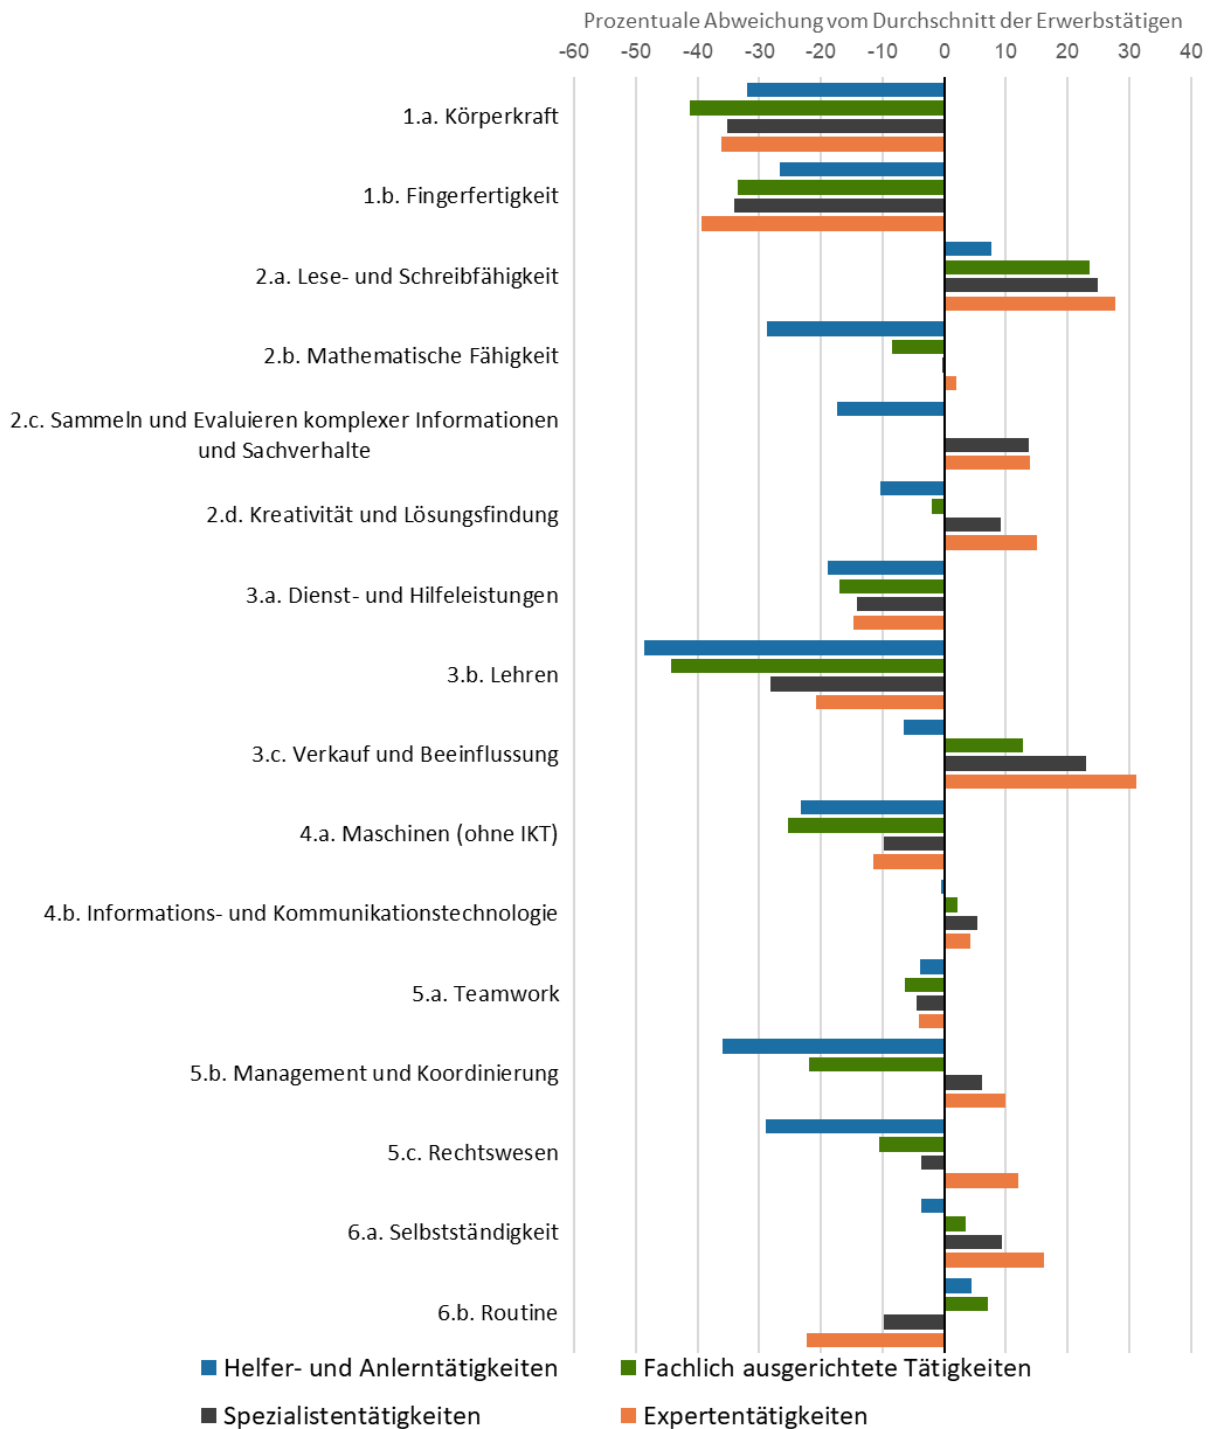 Prozentuale Abweichung vom Durchschnitt der Erwerbstätigen
-60 -50 -40 -30 -20 -10 0 10 20 30 40
1.a. Körperkraft
1.b. Fingerfertigkeit
2.a. Lese- und Schreibfähigkeit
2.b. Mathematische Fähigkeit
2.c. Sammeln und Evaluieren komplexer Informationen
und Sachverhalte
2.d. Kreativität und Lösungsfindung
3.a. Dienst- und Hilfeleistungen
3.b. Lehren
3.c. Verkauf und Beeinflussung
4.a. Maschinen (ohne IKT)
4.b. Informations- und Kommunikationstechnologie
5.a. Teamwork
5.b. Management und Koordinierung
5.c. Rechtswesen
6.a. Selbstständigkeit
6.b. Routine
Helfer- und Anlerntätigkeiten
Fachlich ausgerichtete Tätigkeiten
Spezialistentätigkeiten
Expertentätigkeiten